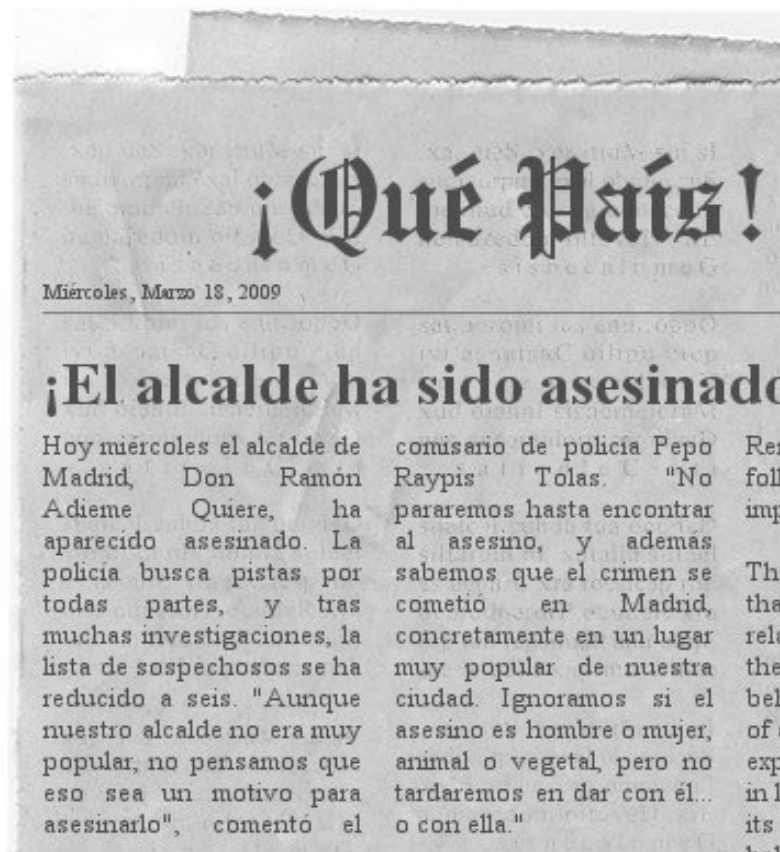 ¡Qué País!
Miércoles, Marzo 18, 2009
¡El alcalde ha sido asesinado
Hoy miércoles el alcalde de
Madrid, Don Ramón
Adieme Quiere, ha
aparecido asesinado. La
policía busca pistas por
todas partes, y tras
muchas investigaciones, la
lista de sospechosos se ha
reducido a seis. "Aunque
nuestro alcalde no era muy
popular, no pensamos que
eso sea un motivo para
asesinarlo", comentó el
comisario de policía Pepo
Raypis Tolas. "No
pararemos hasta encontrar
al asesino, y además
sabemos que el crimen se
cometió en Madrid,
concretamente en un lugar
muy popular de nuestra
ciudad. Ignoramos si el
asesino es hombre o mujer,
animal o vegetal, pero no
tardaremos en dar con él...
o con ella."
of
its